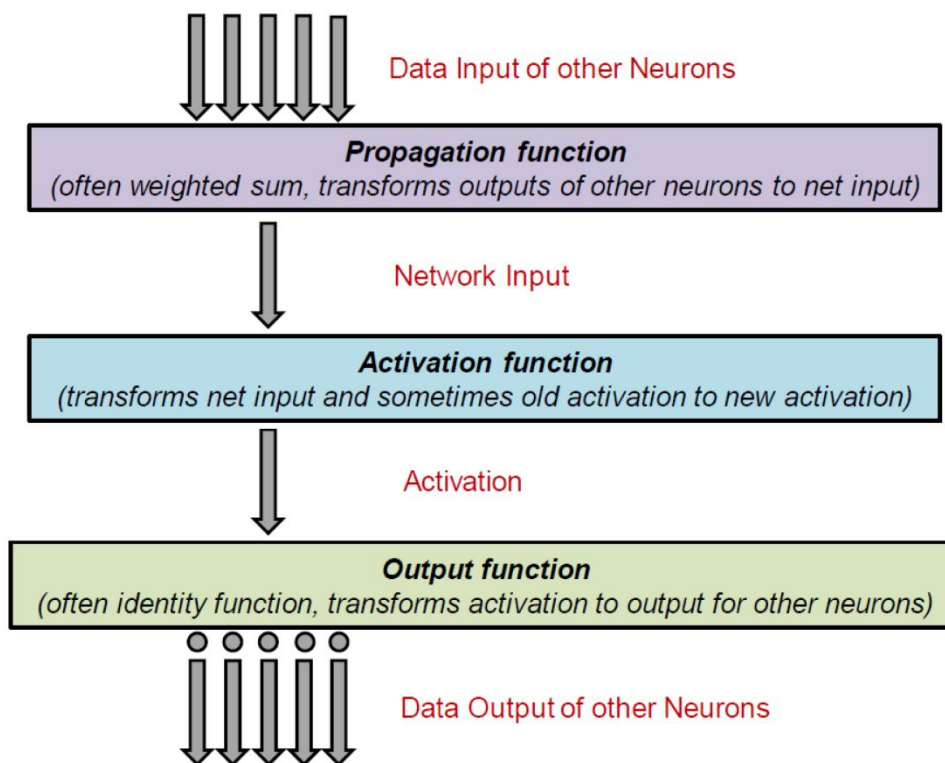 Data Input of other Neurons
Propagation function
(often weighted sum, transforms outputs of other neurons to net input)
Network Input
Activation function
(transforms net input and sometimes old activation to new activation)
Activation
Output function
(often identity function, transforms activation to output for other neurons)
Data Output of other Neurons